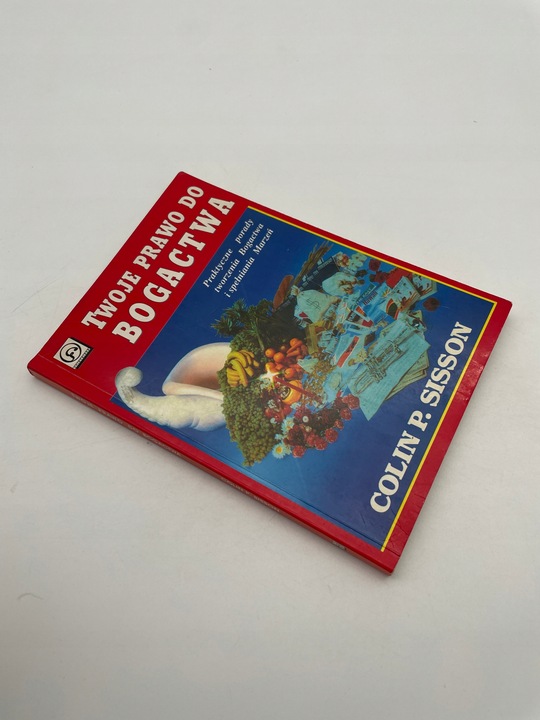 TWOJE PRAWO DO
BOGACTWA
Praktyczne porady
tworzenia Bogactwa
i spełniania Marzeń
COLIN P. SISSON